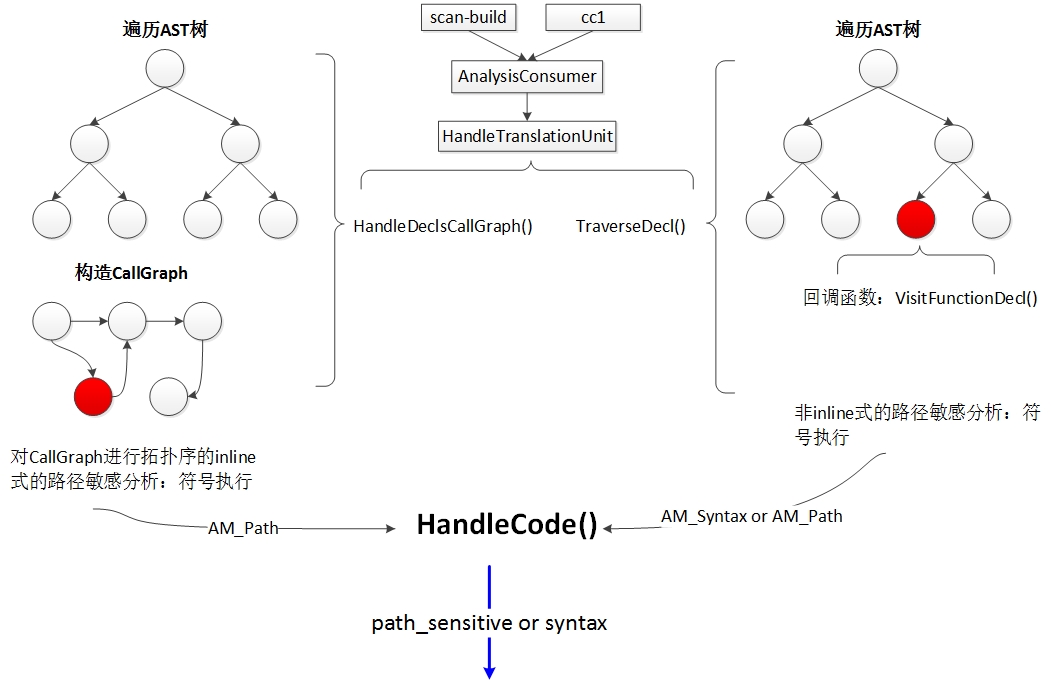 scan-build
cc1
遍历AST树
遍历AST树
AnalysisConsumer
HandleTranslationUnit
HandleDeclsCallGraph()
TraverseDecl()
构造CallGraph
回调函数：VisitFunctionDecl()
非inline式的路径敏感分析：符
号执行
对CallGraph进行拓扑序的inline
式的路径敏感分析：符号执行
AM_Path
HandleCode()
AM_Syntax or AM_Path
path_sensitive or syntax